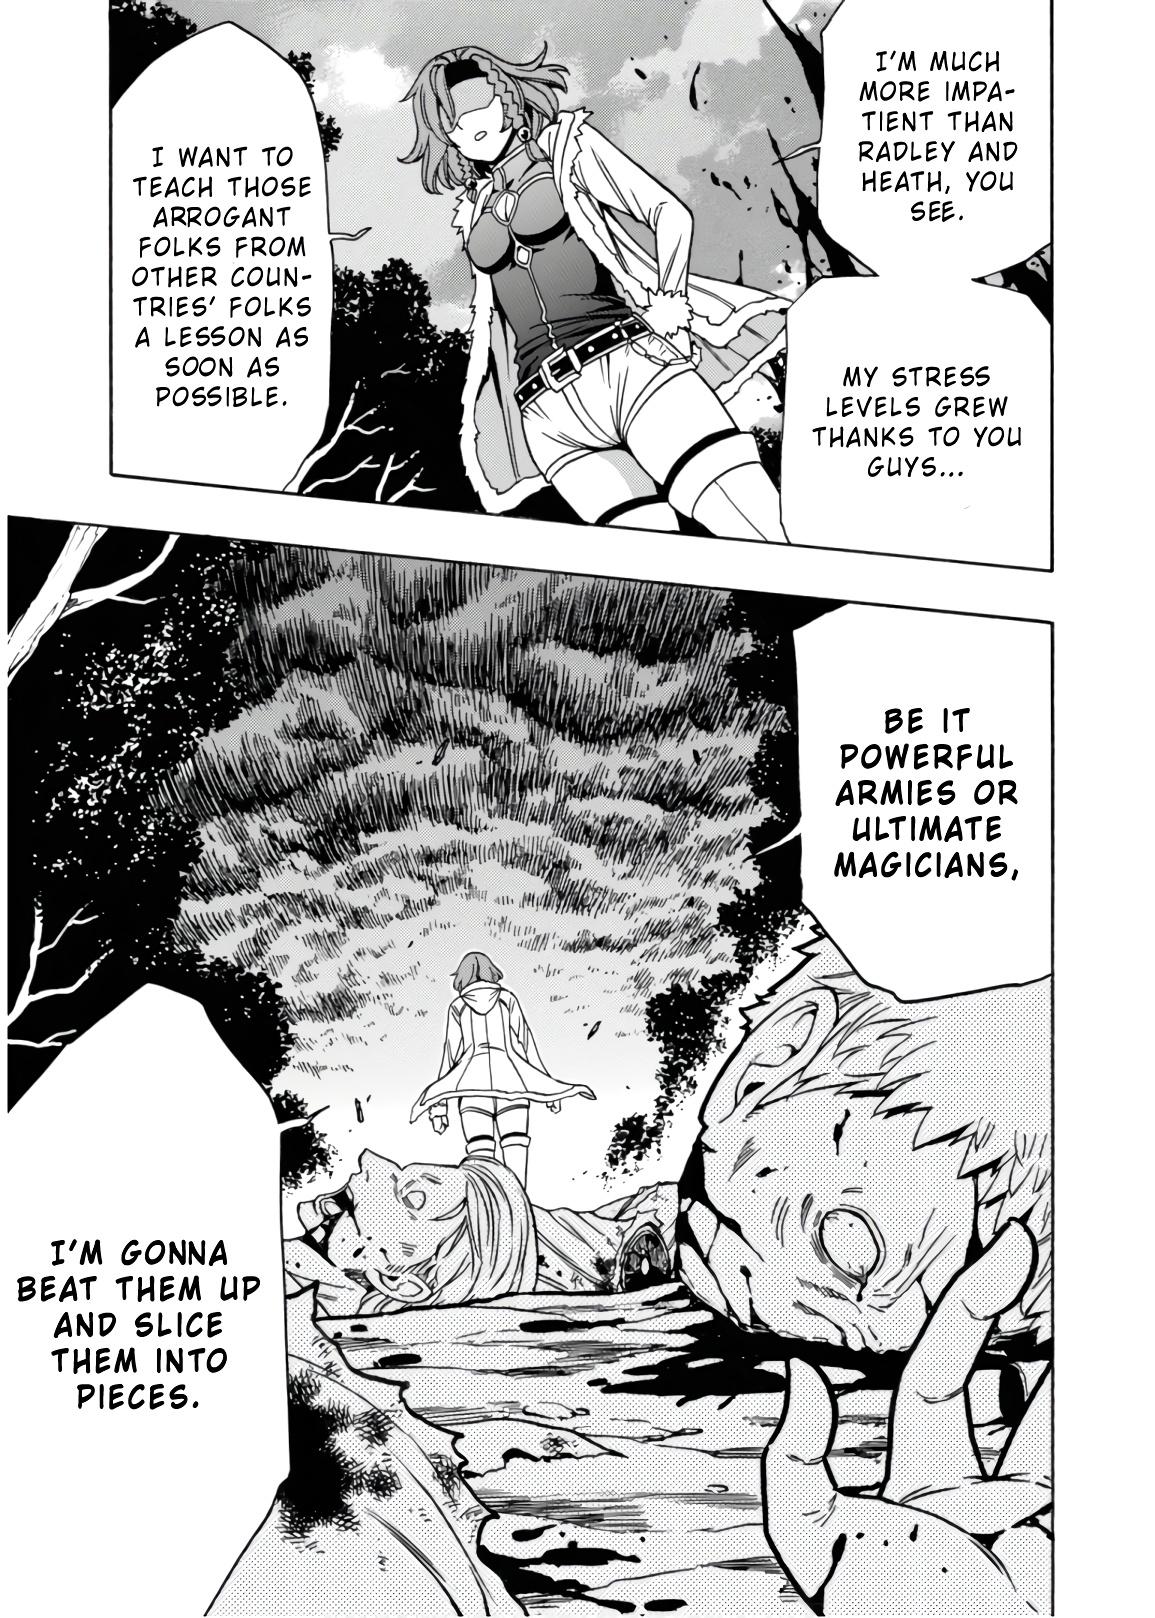 I'M MUCH
MORE IMPA-
TIENT THAN
RADLEY AND
HEATH, YOU
SEE.
MY STRESS
LEVELS GREW
THANKS TO YOU
GUYS...
I WANT TO
TEACH THOSE
ARROGANT
FOLKS FROM
OTHER COUN-
TRIES' FOLKS
A LESSON AS
SOON AS
POSSIBLE.
BE IT
POWERFUL
ARMIES OR
ULTIMATE
MAGICIANS,
I'M GONNA
BEAT THEM UP
AND SLICE
THEM INTO
PIECES.